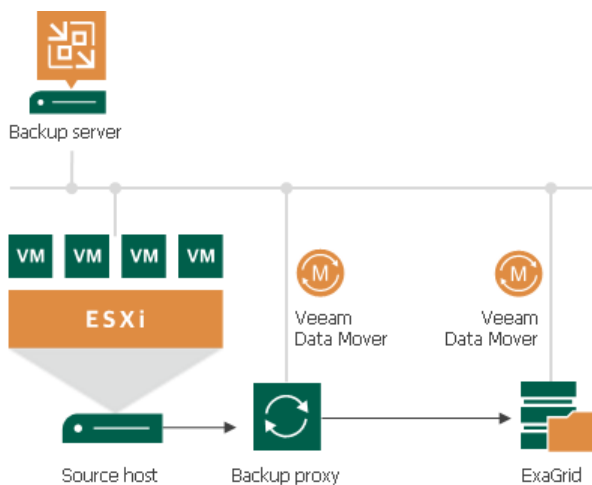 Backup server
VM VM VM VM
ESXi
M
Veeam
Data Mover
M
Veeam
Data Mover
Source host
Backup proxy
ExaGrid